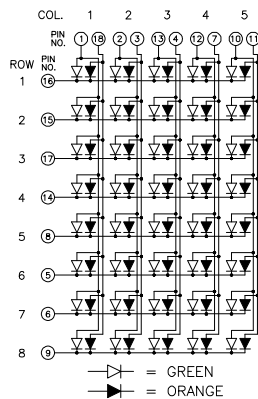 COL. 1 2 3 4 5
PIN NO. 1 18 2 3 13 4 12 7 10 11
ROW PIN NO.
1 16
2 15
3 17
4 14
5 8
6 5
7 6
8 9
= GREEN
= ORANGE